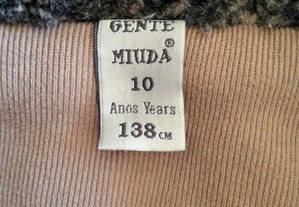 GENTE
MIUDA®
10
Anos Years
138 CM